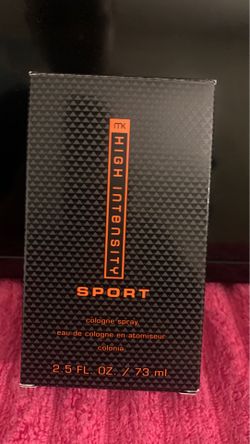 MK
HIGH INTENSITY
SPORT
cologne spray
eau de cologne en atomiseur
colonia
2.5 FL. OZ. / 73 ml